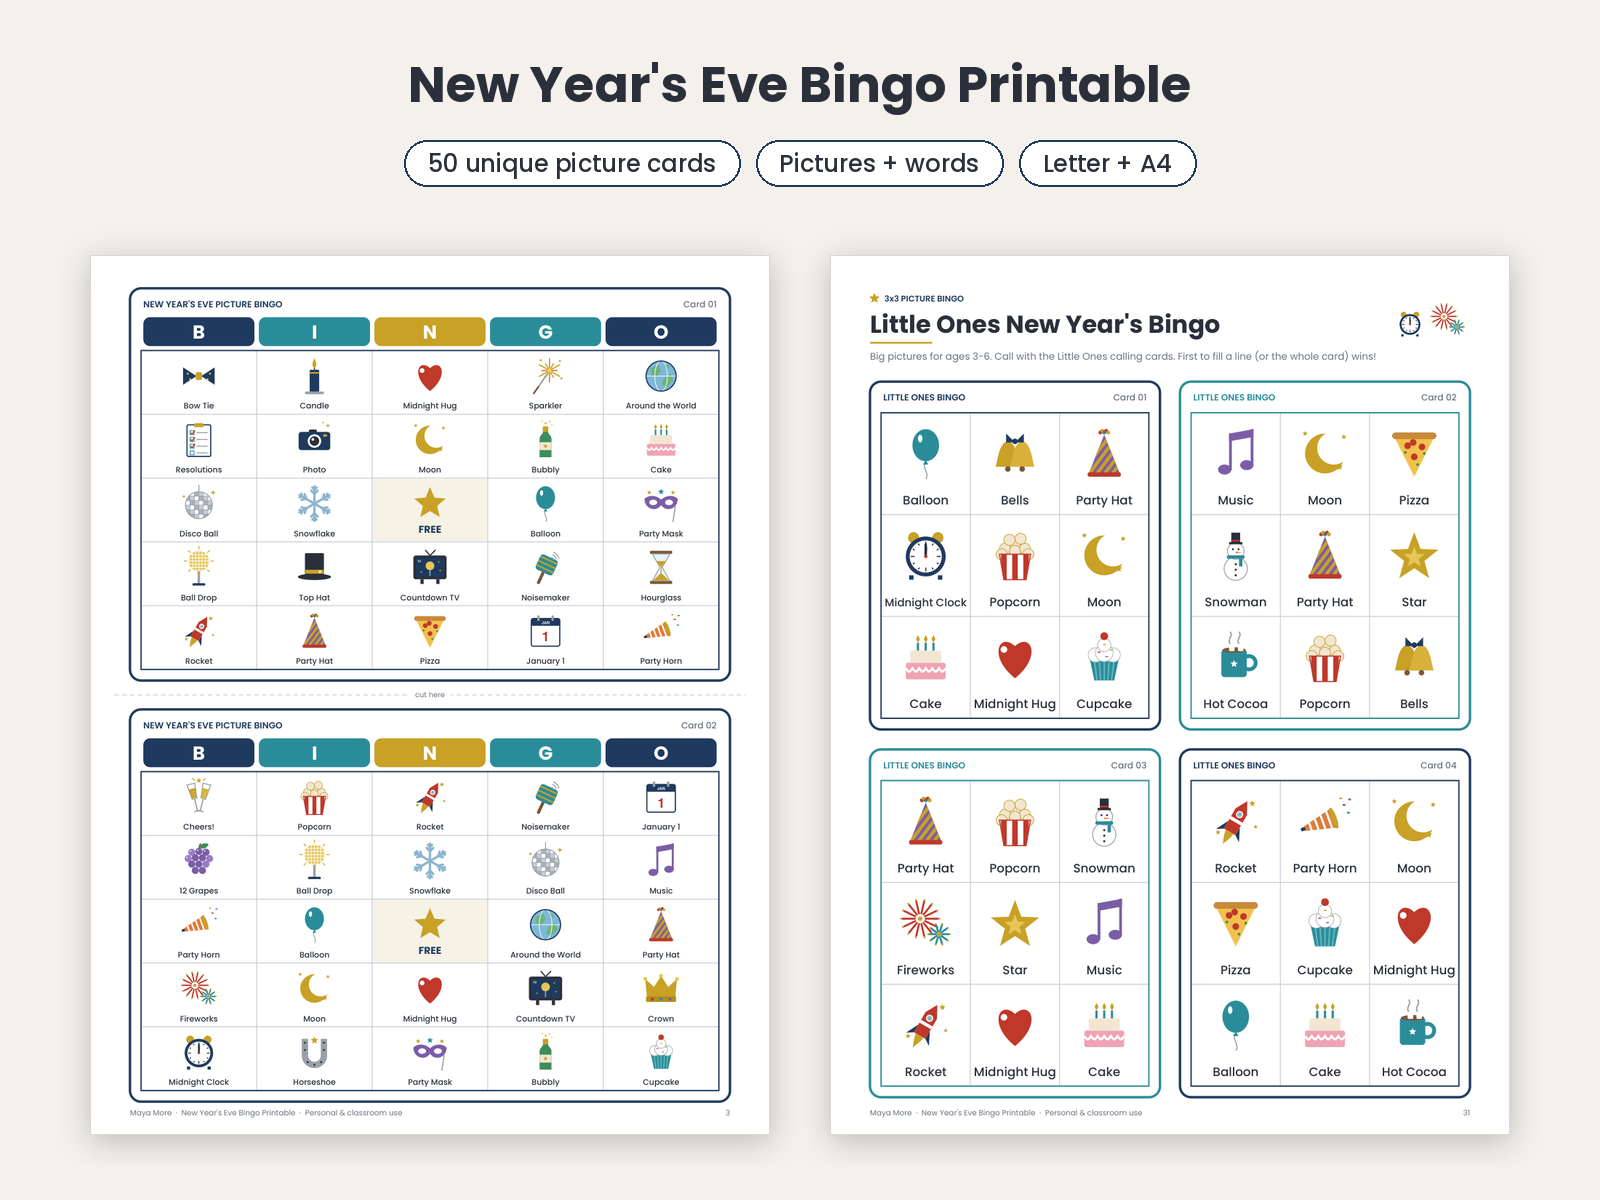 New Year's Eve Bingo Printable
50 unique picture cards
Pictures + words
Letter + A4
NEW YEAR'S EVE PICTURE BINGO
Card 01
B I N G O
Bow Tie
Candle
Midnight Hug
Sparkler
Around the World
Resolutions
Photo
Moon
Bubbly
Cake
Disco Ball
Snowflake
FREE
Balloon
Party Mask
Ball Drop
Top Hat
Countdown TV
Noisemaker
Hourglass
Rocket
Party Hat
Pizza
JAN
1
January 1
Party Horn
cut here
NEW YEAR'S EVE PICTURE BINGO
Card 02
B I N G O
Cheers!
Popcorn
Rocket
Noisemaker
JAN
1
January 1
12 Grapes
Ball Drop
Snowflake
Disco Ball
Music
Party Horn
Balloon
FREE
Around the World
Party Hat
Fireworks
Moon
Midnight Hug
Countdown TV
Crown
Midnight Clock
Horseshoe
Party Mask
Bubbly
Cupcake
Maya More · New Year's Eve Bingo Printable · Personal & classroom use
3
3x3 PICTURE BINGO
Little Ones New Year's Bingo
Big pictures for ages 3-6. Call with the Little Ones calling cards. First to fill a line (or the whole card) wins!
LITTLE ONES BINGO
Card 01
Balloon
Bells
Party Hat
Midnight Clock
Popcorn
Moon
Cake
Midnight Hug
Cupcake
LITTLE ONES BINGO
Card 02
Music
Moon
Pizza
Snowman
Party Hat
Star
Hot Cocoa
Popcorn
Bells
LITTLE ONES BINGO
Card 03
Party Hat
Popcorn
Snowman
Fireworks
Star
Music
Rocket
Midnight Hug
Cake
LITTLE ONES BINGO
Card 04
Rocket
Party Horn
Moon
Pizza
Cupcake
Midnight Hug
Balloon
Cake
Hot Cocoa
Maya More · New Year's Eve Bingo Printable · Personal & classroom use
31